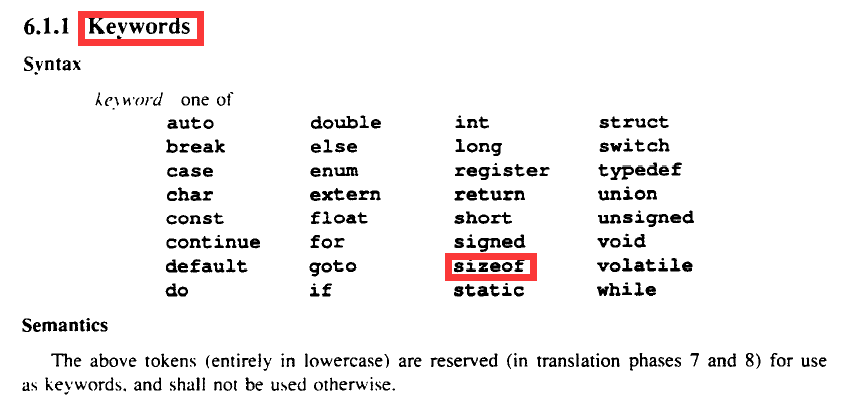 6.1.1 Keywords
Syntax
keyword one of
auto double int struct
break else long switch
case enum register typedef
char extern return union
const float short unsigned
continue for signed void
default goto sizeof volatile
do if static while
Semantics
The above tokens (entirely in lowercase) are reserved (in translation phases 7 and 8) for use
as keywords, and shall not be used otherwise.